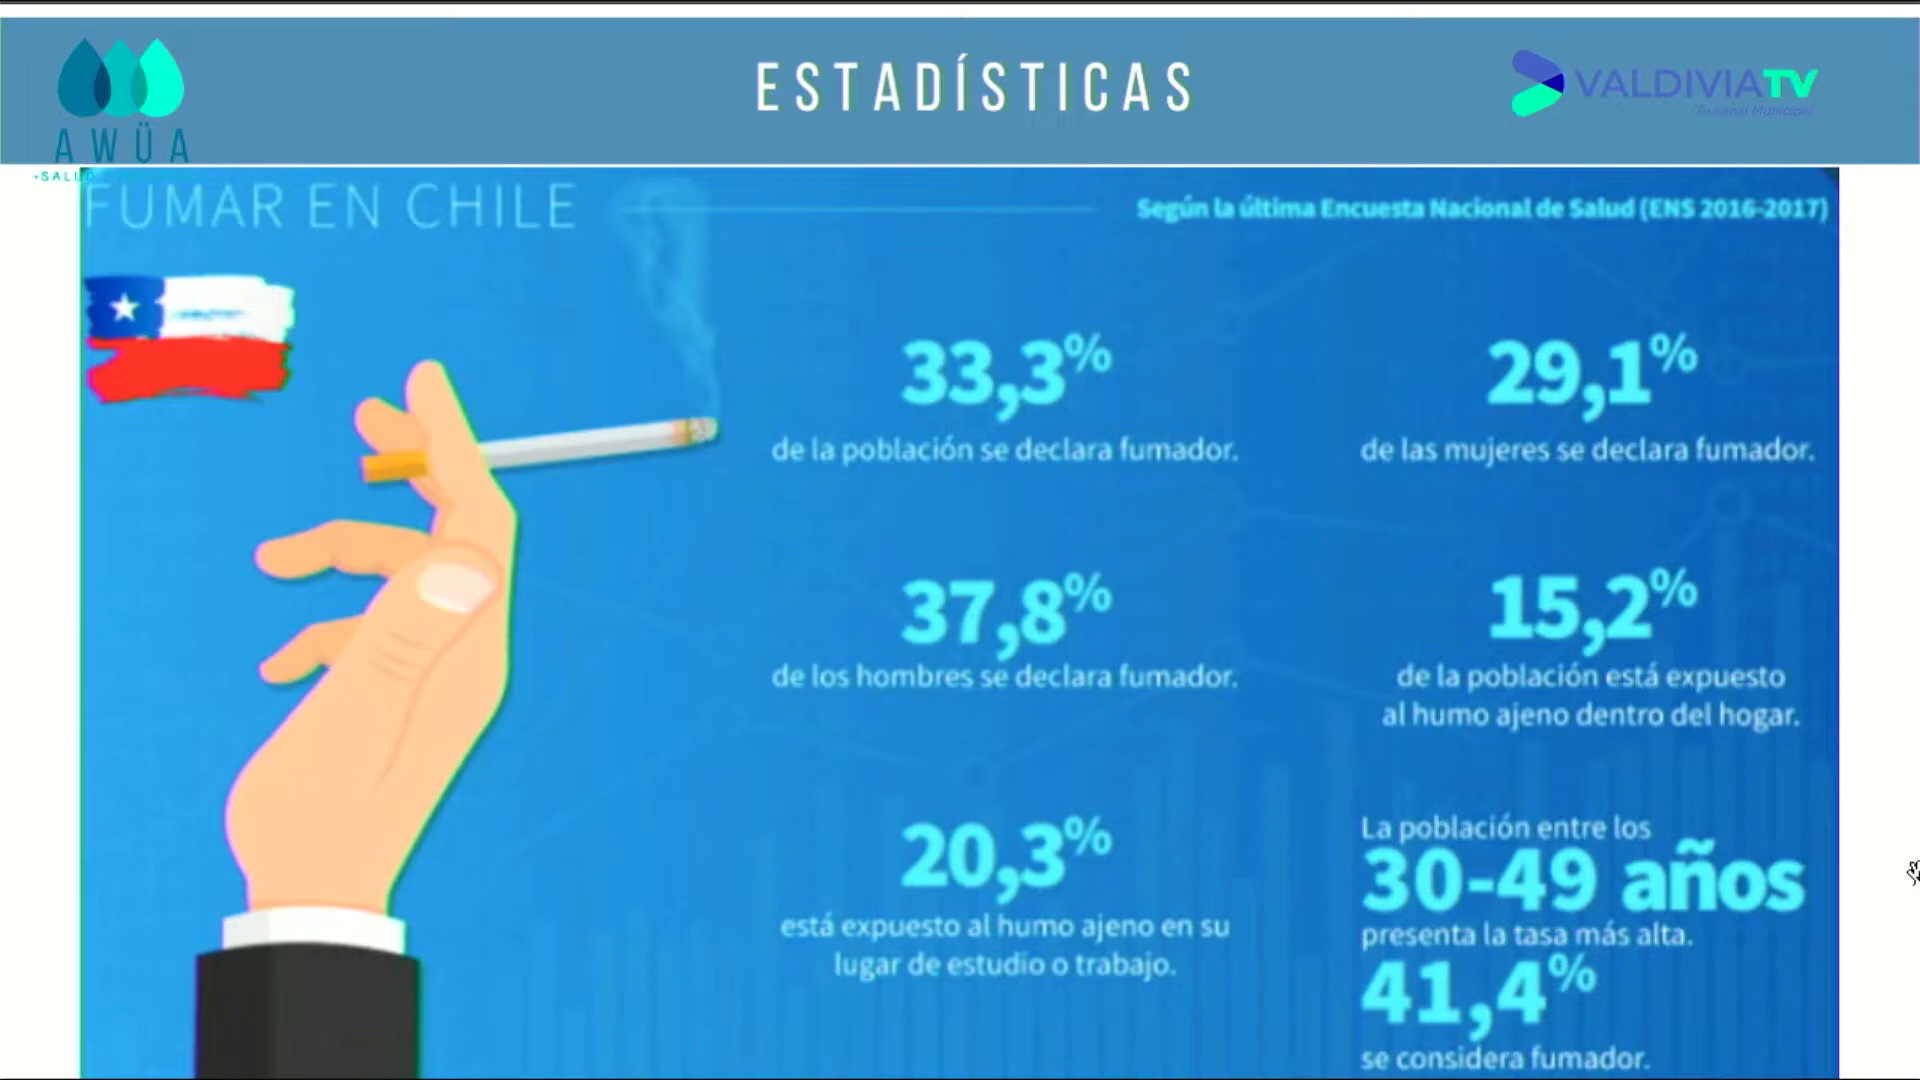 ESTADÍSTICAS
AWÜA
+SALUD
VALDIVIATV
Tu canal Municipal
FUMAR EN CHILE
Según la última Encuesta Nacional de Salud (ENS 2016-2017)
33,3%
de la población se declara fumador.
29,1%
de las mujeres se declara fumador.
37,8%
de los hombres se declara fumador.
15,2%
de la población está expuesto
al humo ajeno dentro del hogar.
20,3%
está expuesto al humo ajeno en su
lugar de estudio o trabajo.
La población entre los
30-49 años
presenta la tasa más alta.
41,4%
se considera fumador.